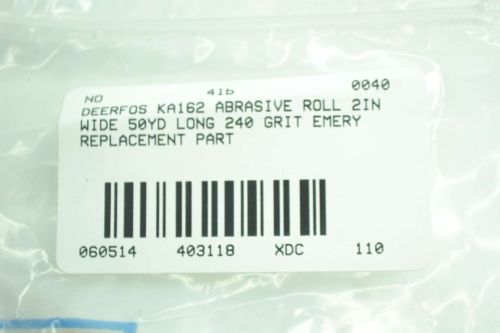 NO 416 0040
DEERFOS KA162 ABRASIVE ROLL 2IN
WIDE 50YD LONG 240 GRIT EMERY
REPLACEMENT PART
060514 403118 XDC 110